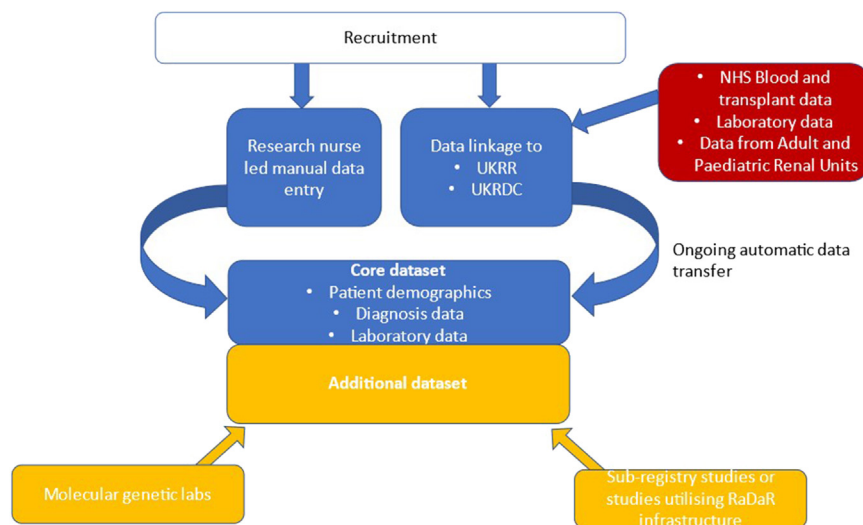 Recruitment
• NHS Blood and
transplant data
• Laboratory data
• Data from Adult and
Paediatric Renal Units
Research nurse
led manual data
entry
Data linkage to
• UKRR
• UKRDC
Ongoing automatic data
transfer
Core dataset
• Patient demographics
• Diagnosis data
• Laboratory data
Additional dataset
Molecular genetic labs
Sub-registry studies or
studies utilising RaDaR
infrastructure